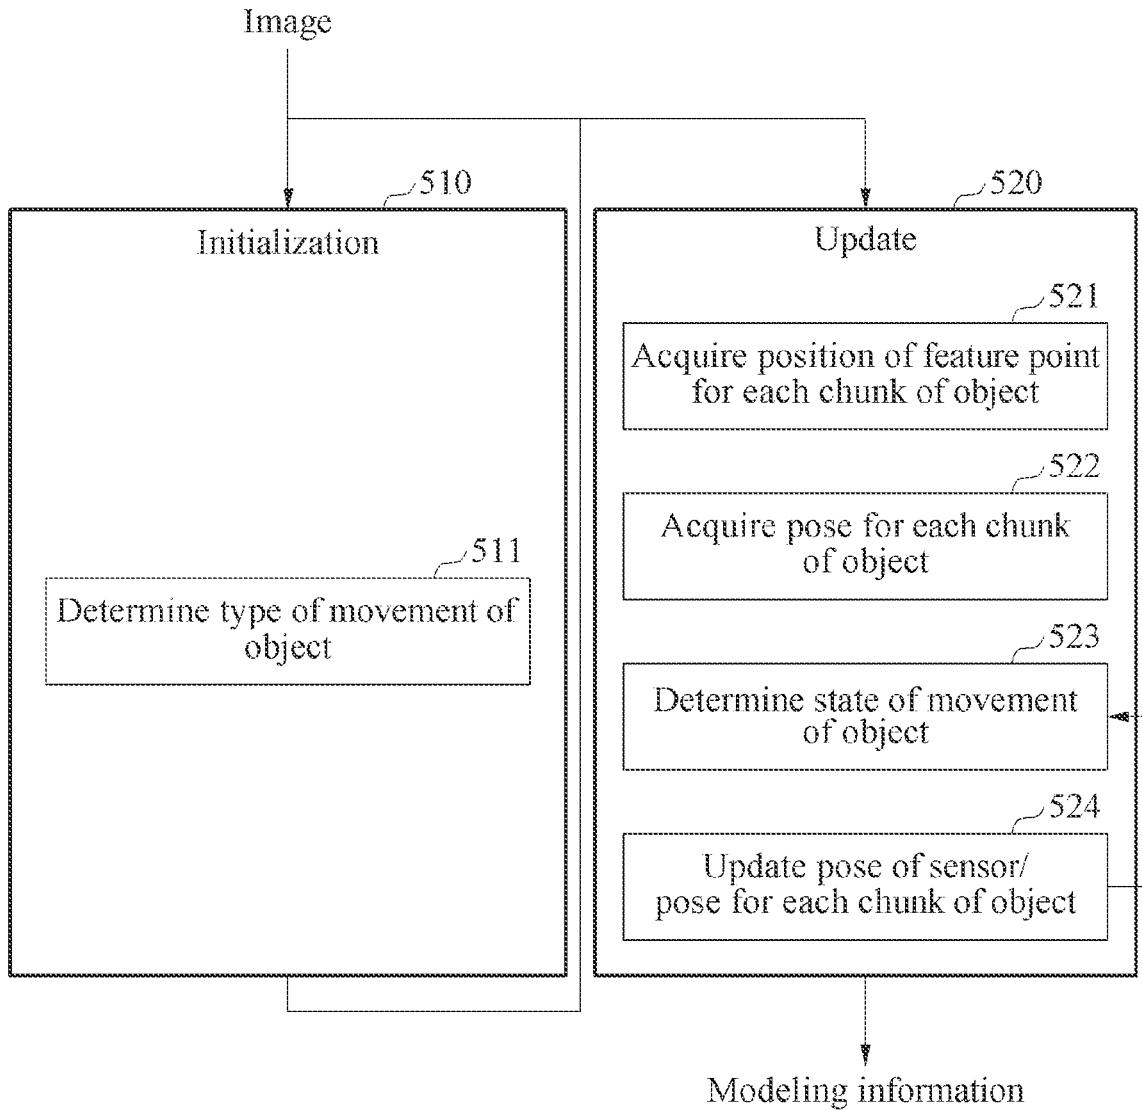 Image
510
Initialization
511
Determine type of movement of
object
520
Update
521
Acquire position of feature point
for each chunk of object
522
Acquire pose for each chunk
of object
523
Determine state of movement
of object
524
Update pose of sensor/
pose for each chunk of object
Modeling information